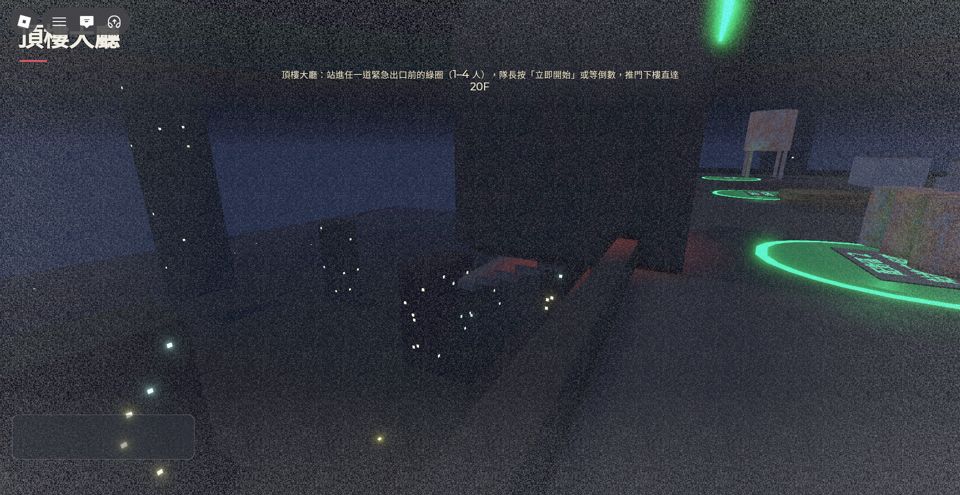 頂樓大廳
頂樓大廳：站進任一道緊急出口前的綠圈（1–4 人），隊長按「立即開始」或等倒數，推門下樓直達
20F